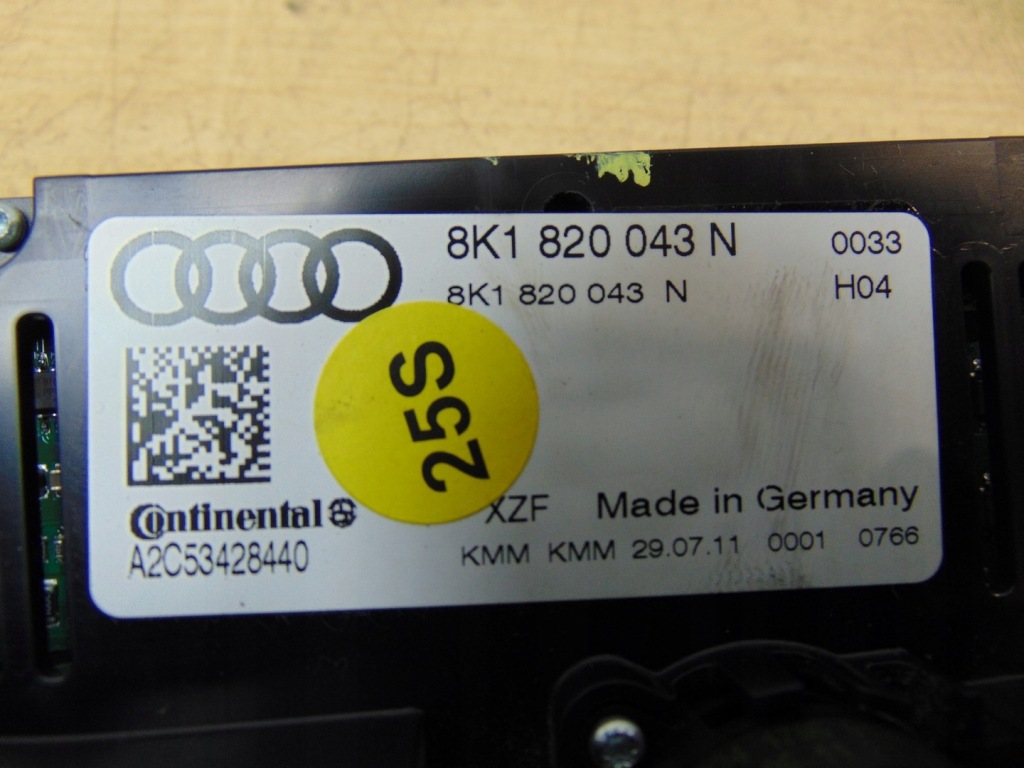 8K1 820 043 N 0033
8K1 820 043 N H04
25S
Continental XZF Made in Germany
A2C53428440 KMM KMM 29.07.11 0001 0766